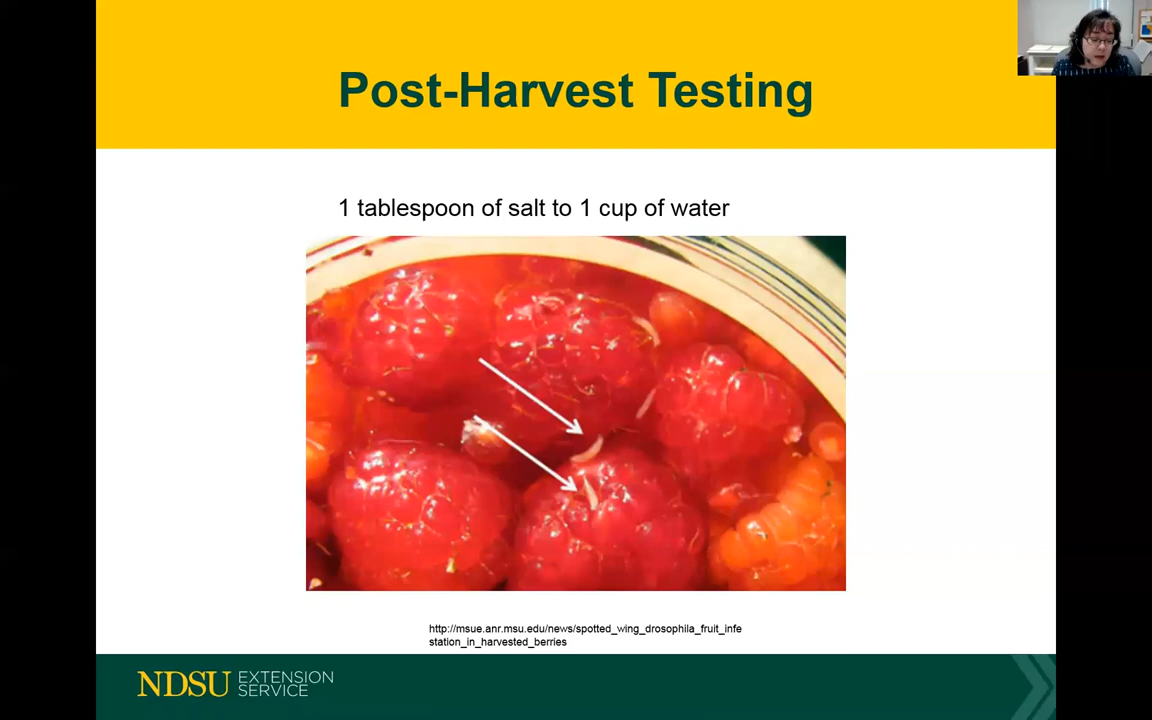 Post-Harvest Testing
1 tablespoon of salt to 1 cup of water
http://msue.anr.msu.edu/news/spotted_wing_drosophila_fruit_infe
station_in_harvested_berries
NDSU EXTENSION
SERVICE